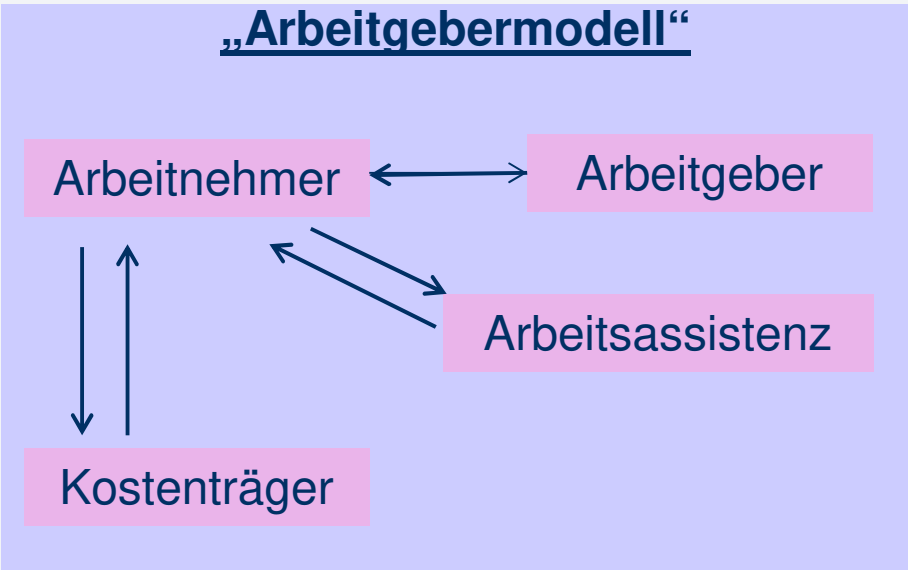 „Arbeitgebermodell“
Arbeitnehmer
Arbeitgeber
Arbeitsassistenz
Kostenträger